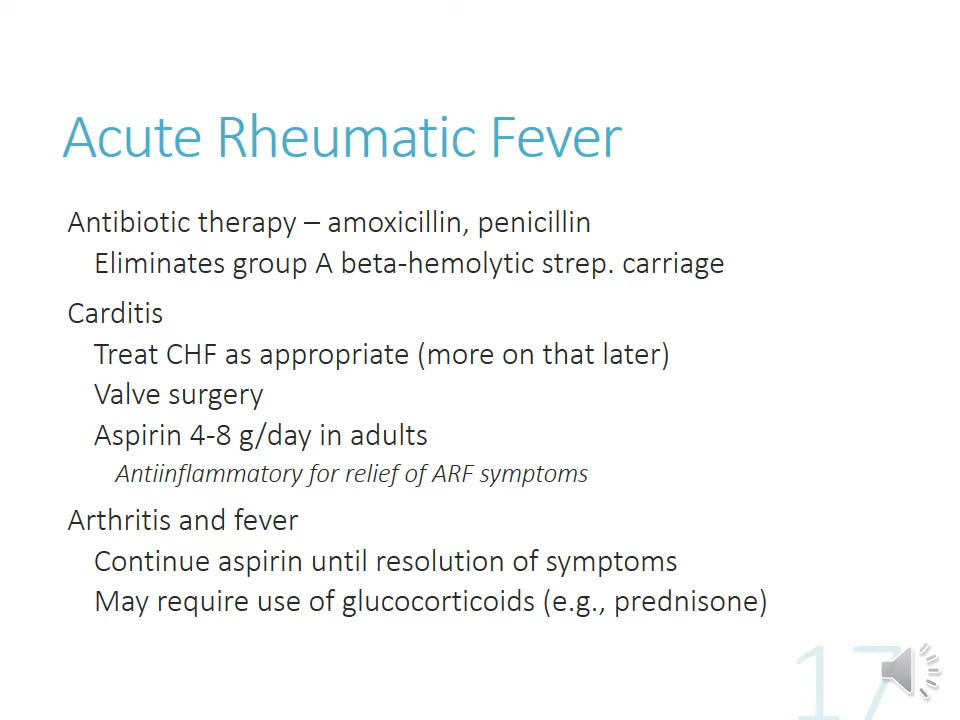 Acute Rheumatic Fever
Antibiotic therapy – amoxicillin, penicillin
Eliminates group A beta-hemolytic strep. carriage
Carditis
Treat CHF as appropriate (more on that later)
Valve surgery
Aspirin 4-8 g/day in adults
Antiinflammatory for relief of ARF symptoms
Arthritis and fever
Continue aspirin until resolution of symptoms
May require use of glucocorticoids (e.g., prednisone)
17